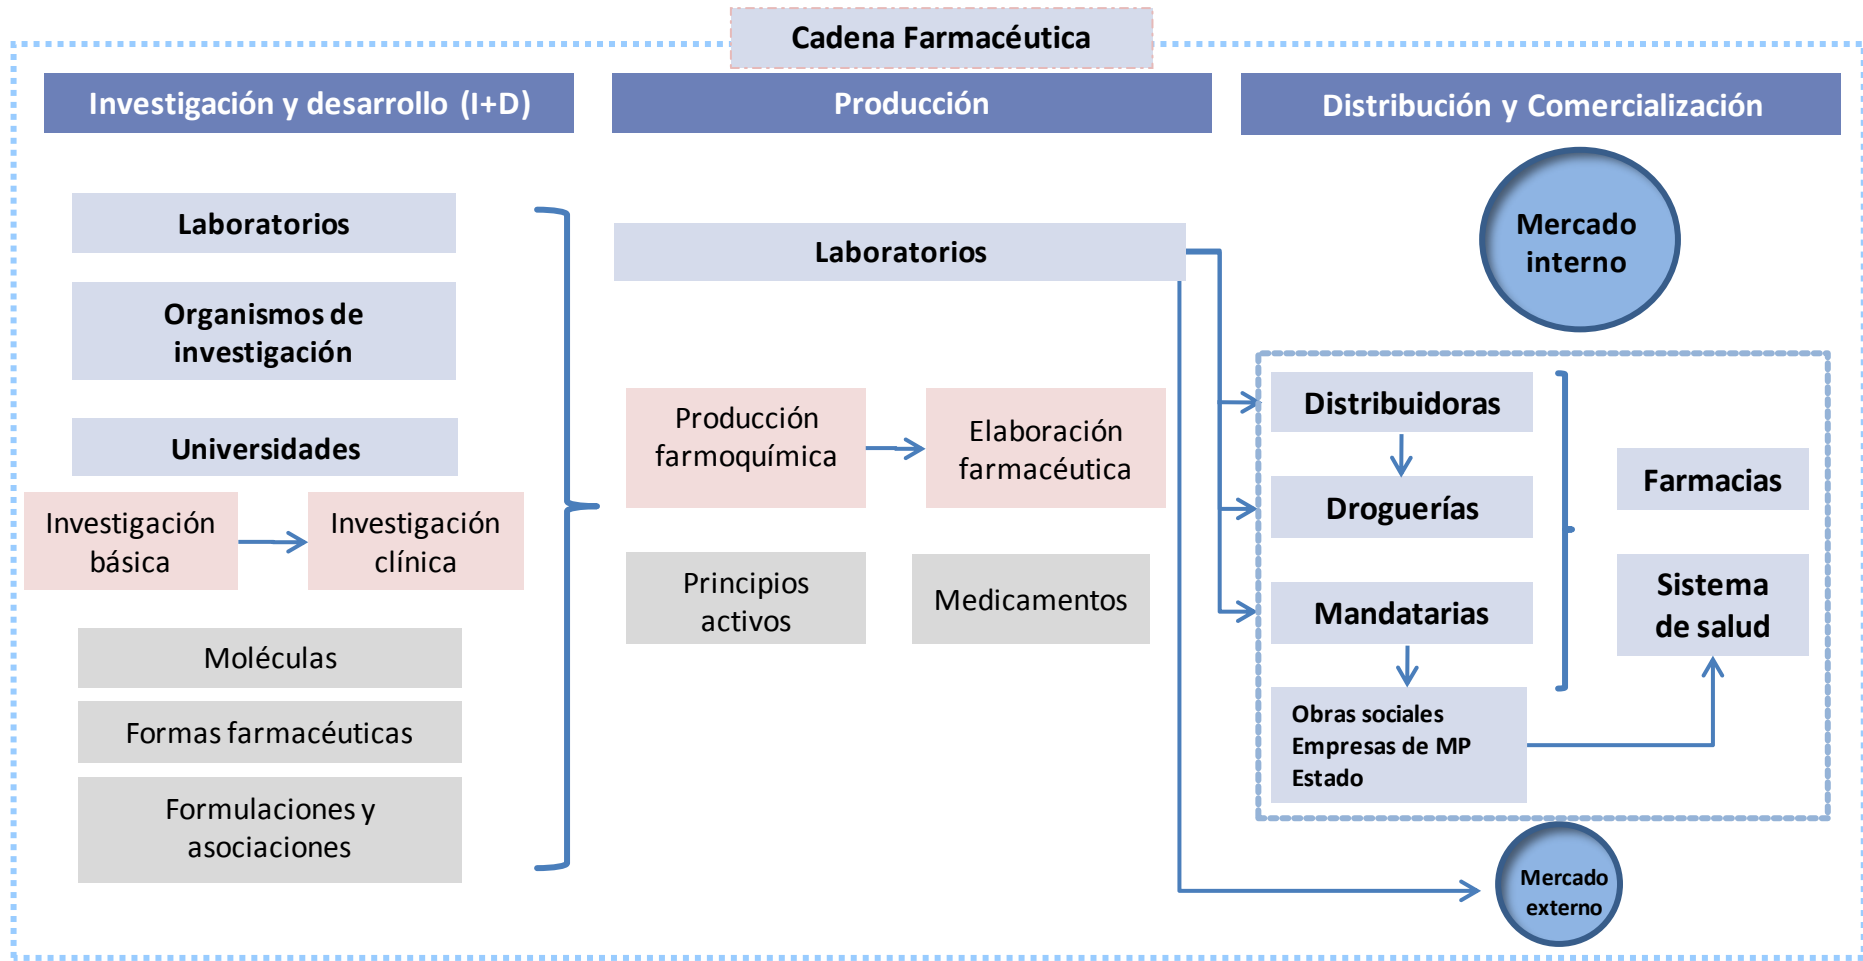 Cadena Farmacéutica
Investigación y desarrollo (I+D)
Laboratorios
Organismos de
investigación
Universidades
Investigación
básica
Investigación
clínica
Moléculas
Formas farmacéuticas
Formulaciones y
asociaciones
Producción
Laboratorios
Producción
farmoquímica
Elaboración
farmacéutica
Principios
activos
Medicamentos
Distribución y Comercialización
Mercado
interno
Distribuidoras
Droguerías
Mandatarias
Obras sociales
Empresas de MP
Estado
Farmacias
Sistema
de salud
Mercado
externo